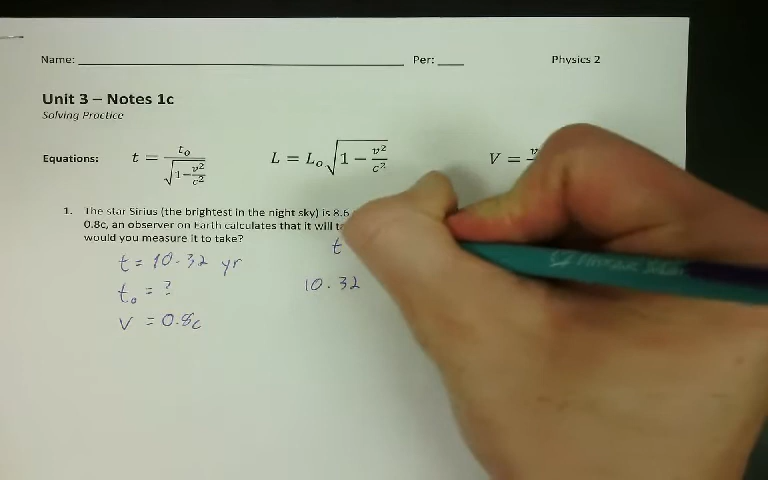 Name: Per: Physics 2
Unit 3 – Notes 1c
Solving Practice
Equations: t = t₀ / √(1 − v²/c²) L = L₀ √(1 − v²/c²) V =
1. The star Sirius (the brightest in the night sky) is 8.6
0.8c, an observer on Earth calculates that it will
would you measure it to take?
t
t = 10.32 yr
10.32
t₀ = ?
v = 0.8c